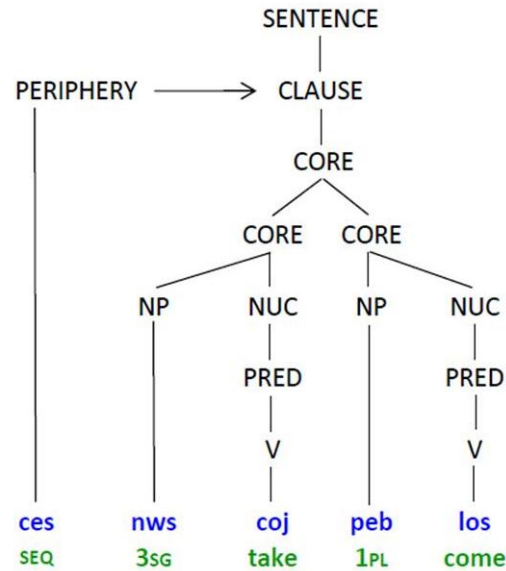 SENTENCE
PERIPHERY CLAUSE
CORE
CORE CORE
NP NUC NP NUC
PRED PRED
V V
ces nws coj peb los
SEQ 3SG take 1PL come